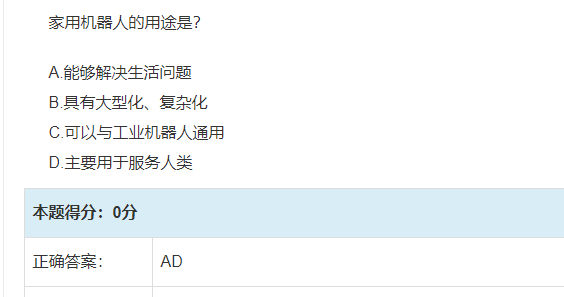 家用机器人的用途是?
A.能够解决生活问题
B.具有大型化、复杂化
C.可以与工业机器人通用
D.主要用于服务人类
本题得分：0分
正确答案：
AD